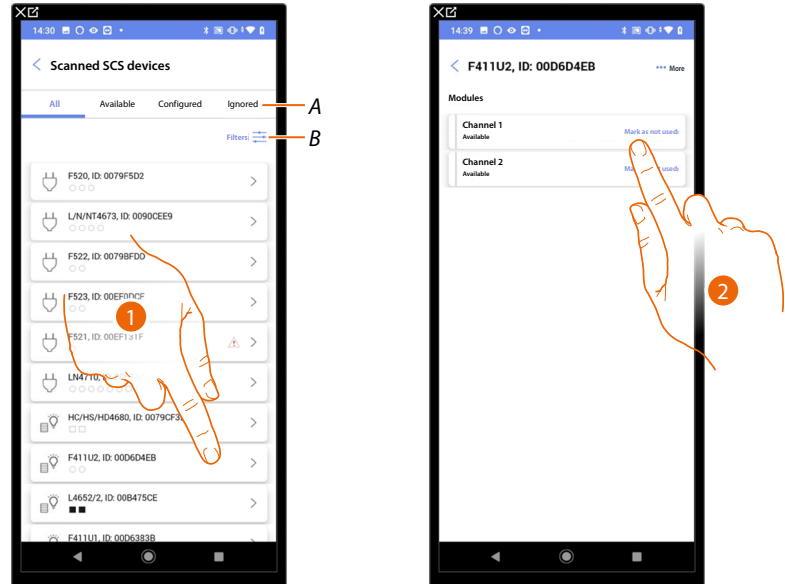 14:30
Scanned SCS devices
All Available Configured Ignored
A
Filters
B
F520, ID: 0079F5D2
L/N/NT4673, ID: 0090CEE9
F522, ID: 0079BFDD
F523, ID: 00EF0DCF
1
F521, ID: 00EF131F
LN4710,
HC/HS/HD4680, ID: 0079CF3
F411U2, ID: 00D6D4EB
L4652/2, ID: 00B475CE
F411U1, ID: 00D6383B
14:39
F411U2, ID: 00D6D4EB
More
Modules
Channel 1
Mark as not used
Available
Channel 2
Available
2